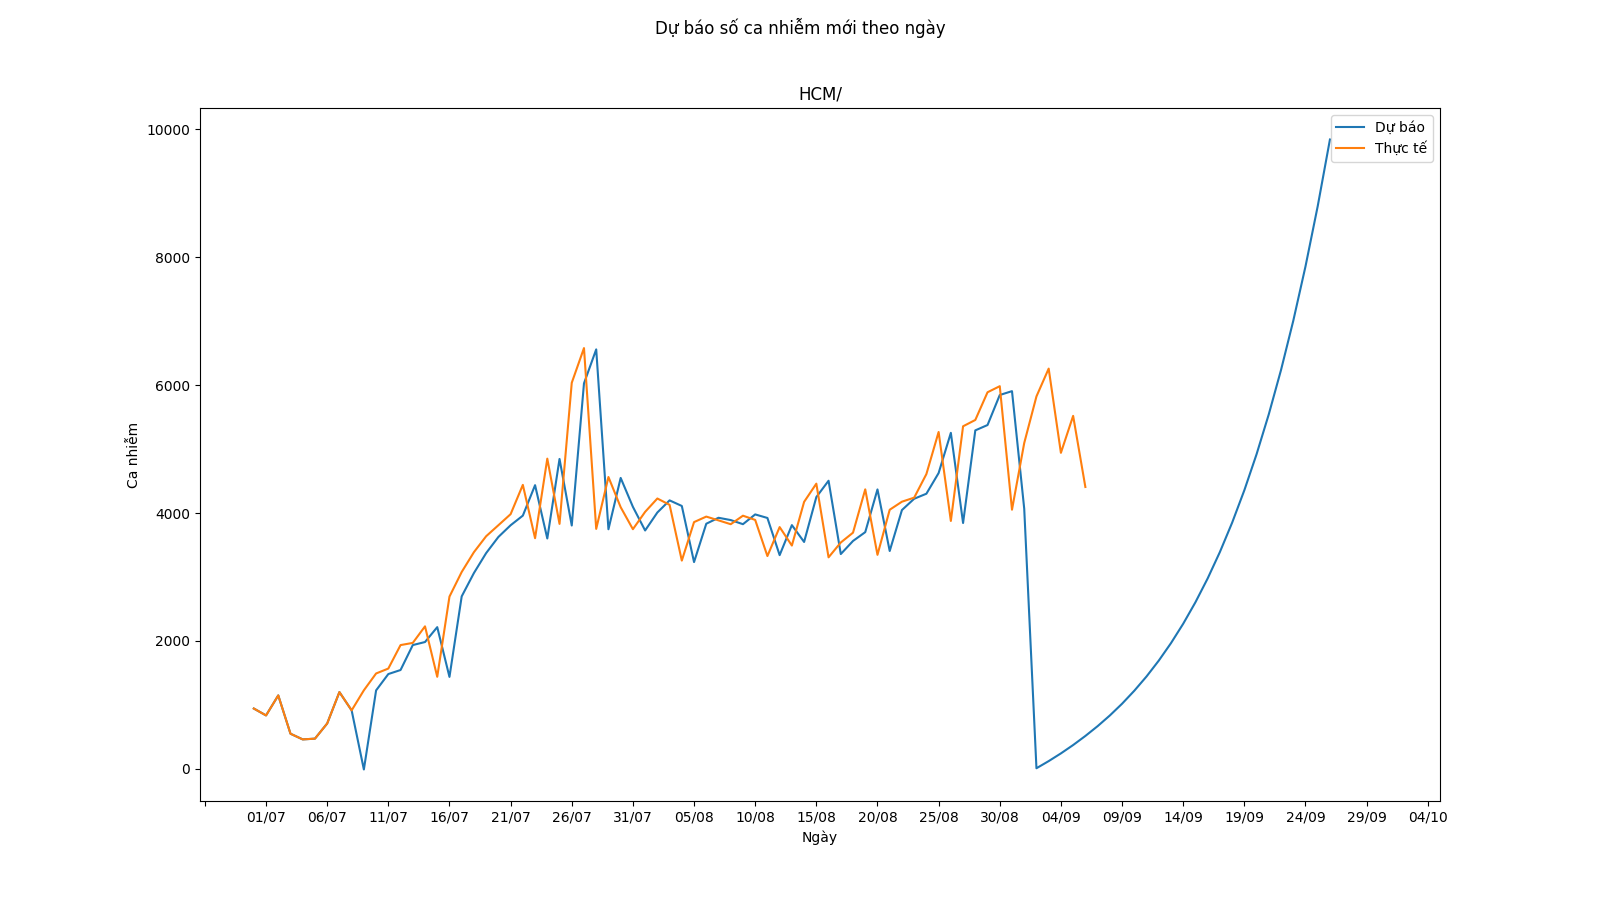 Dự báo số ca nhiễm mới theo ngày
HCM/
Dự báo
Thực tế
10000
8000
6000
4000
2000
0
Ca nhiễm
01/07 06/07 11/07 16/07 21/07 26/07 31/07 05/08 10/08 15/08 20/08 25/08 30/08 04/09 09/09 14/09 19/09 24/09 29/09 04/10
Ngày